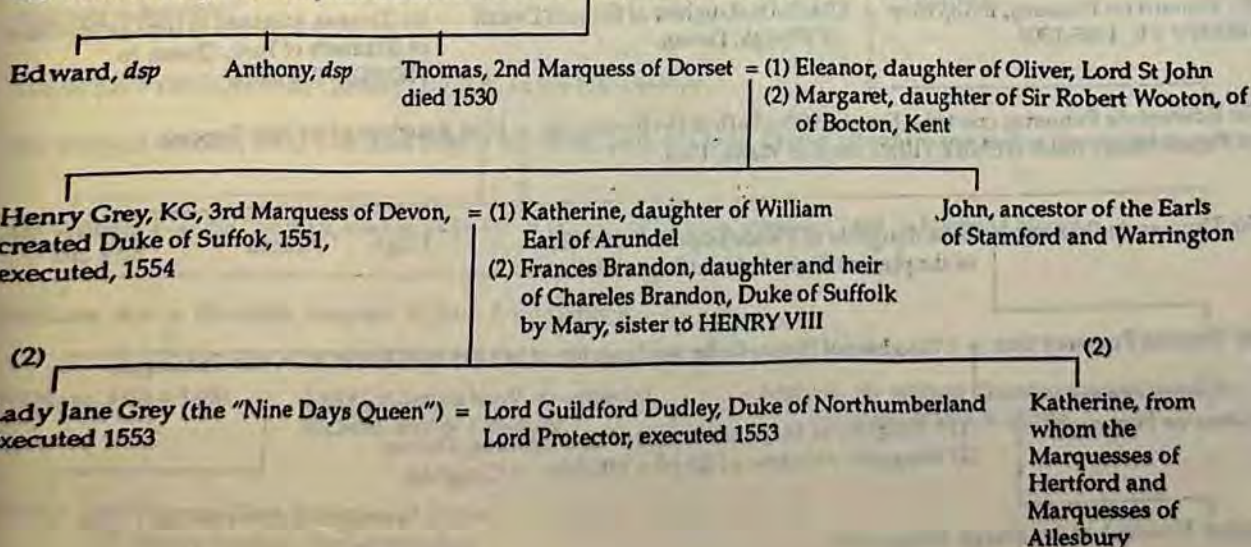 Edward, dsp
Anthony, dsp
Thomas, 2nd Marquess of Dorset = (1) Eleanor, daughter of Oliver, Lord St John
died 1530
(2) Margaret, daughter of Sir Robert Wooton, of
of Bocton, Kent
Henry Grey, KG, 3rd Marquess of Devon, = (1) Katherine, daughter of William
created Duke of Suffok, 1551,
executed, 1554
Earl of Arundel
(2) Frances Brandon, daughter and heir
of Chareles Brandon, Duke of Suffolk
by Mary, sister to HENRY VIII
John, ancestor of the Earls
of Stamford and Warrington
(2)
(2)
ady Jane Grey (the "Nine Days Queen") = Lord Guildford Dudley, Duke of Northumberland
xecuted 1553
Lord Protector, executed 1553
Katherine, from
whom the
Marquesses of
Hertford and
Marquesses of
Ailesbury